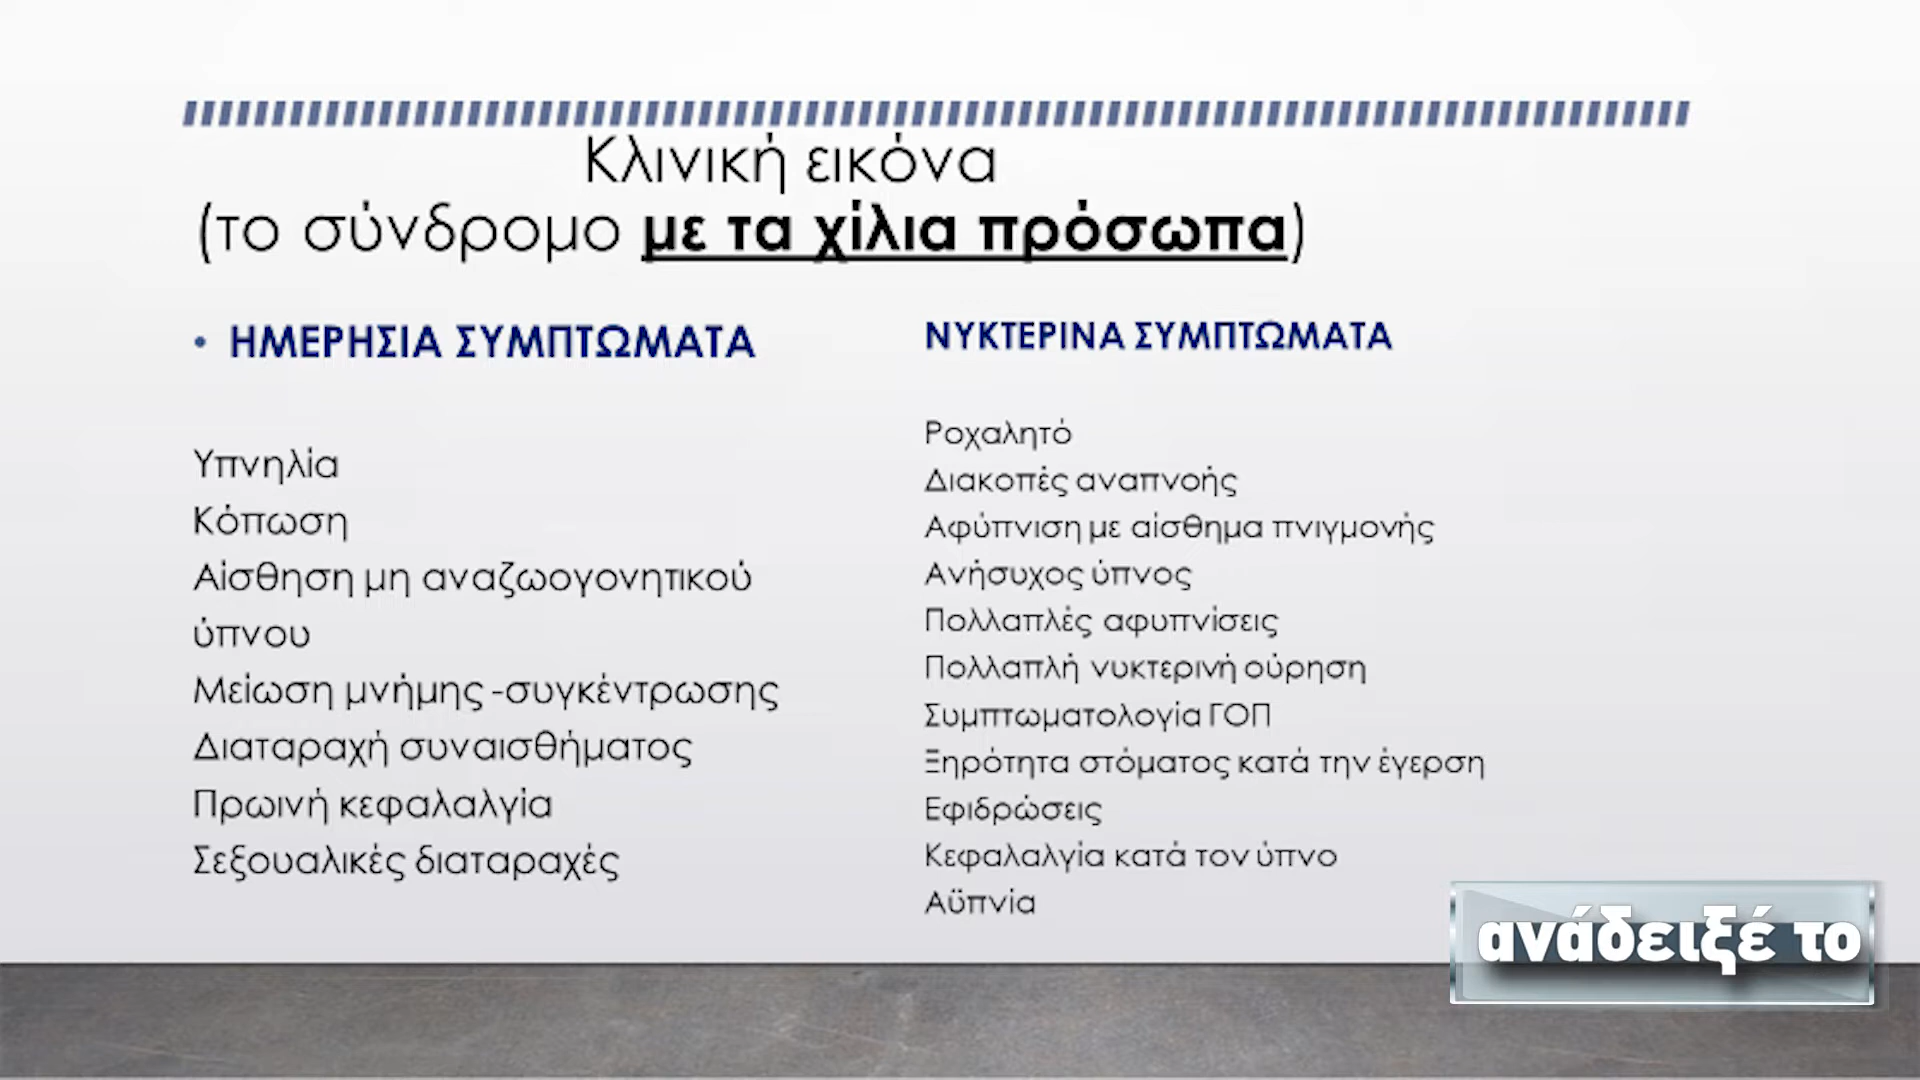 Κλινική εικόνα
(το σύνδρομο με τα χίλια πρόσωπα)
• ΗΜΕΡΗΣΙΑ ΣΥΜΠΤΩΜΑΤΑ
Υπνηλία
Κόπωση
Αίσθηση μη αναζωογονητικού
ύπνου
Μείωση μνήμης -συγκέντρωσης
Διαταραχή συναισθήματος
Πρωινή κεφαλαλγία
Σεξουαλικές διαταραχές
ΝΥΚΤΕΡΙΝΑ ΣΥΜΠΤΩΜΑΤΑ
Ροχαλητό
Διακοπές αναπνοής
Αφύπνιση με αίσθημα πνιγμονής
Ανήσυχος ύπνος
Πολλαπλές αφυπνίσεις
Πολλαπλή νυκτερινή ούρηση
Συμπτωματολογία ΓΟΠ
Ξηρότητα στόματος κατά την έγερση
Εφιδρώσεις
Κεφαλαλγία κατά τον ύπνο
Αϋπνία
ανάδειξέ το